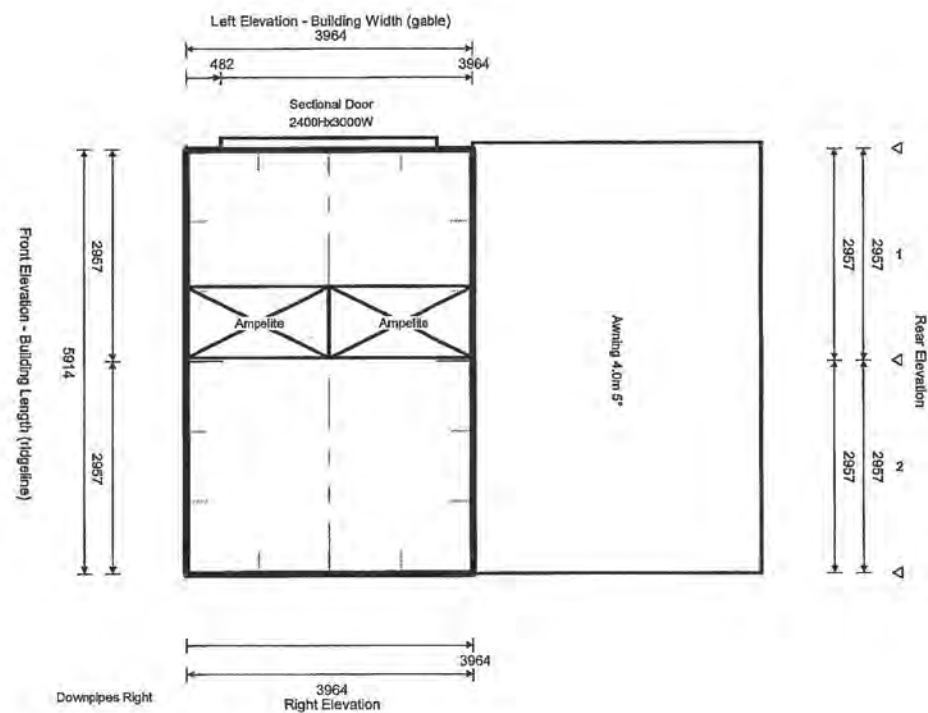 Left Elevation - Building Width (gable)
3964
482
3964
Sectional Door
2400Hx3000W
Front Elevation - Building Length (ridgeline)
5914
2957
2957
Ampelite
Ampelite
Awning 4.0m 5°
2957
2957
2957
2957
1
2
Rear Elevation
3964
3964
Right Elevation
Downpipes Right